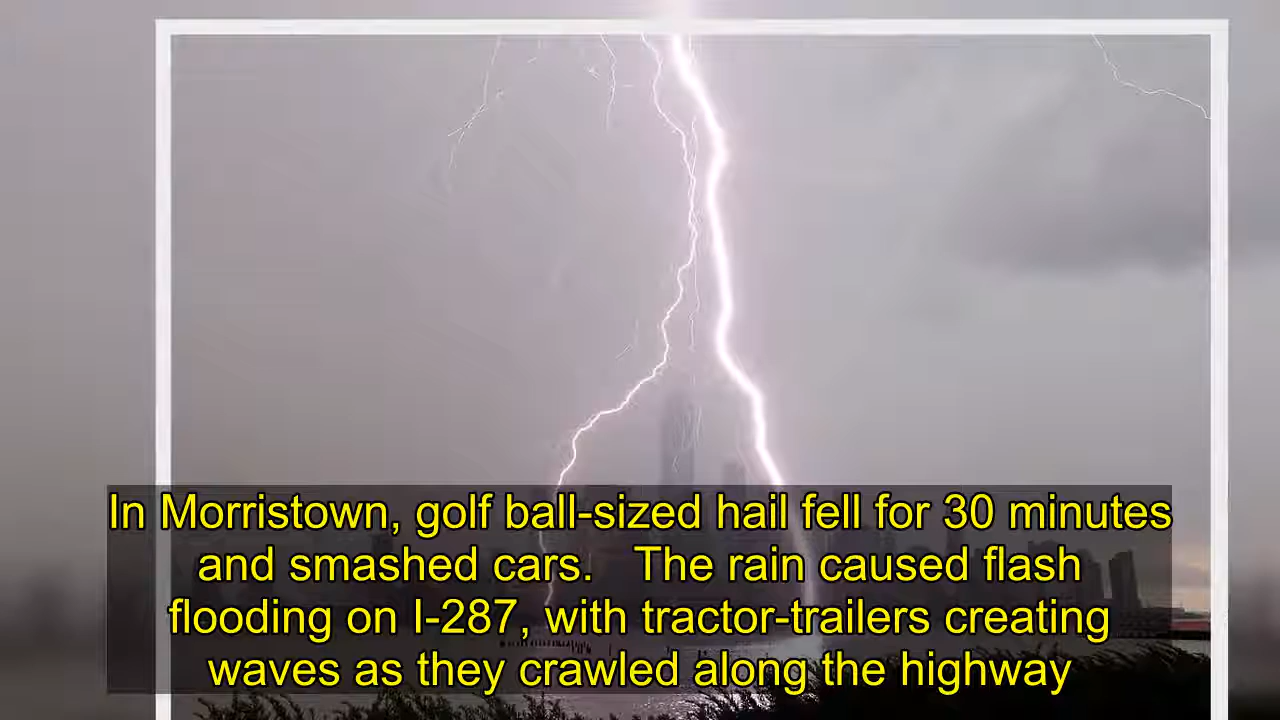 In Morristown, golf ball-sized hail fell for 30 minutes
and smashed cars.   The rain caused flash
flooding on I-287, with tractor-trailers creating
waves as they crawled along the highway